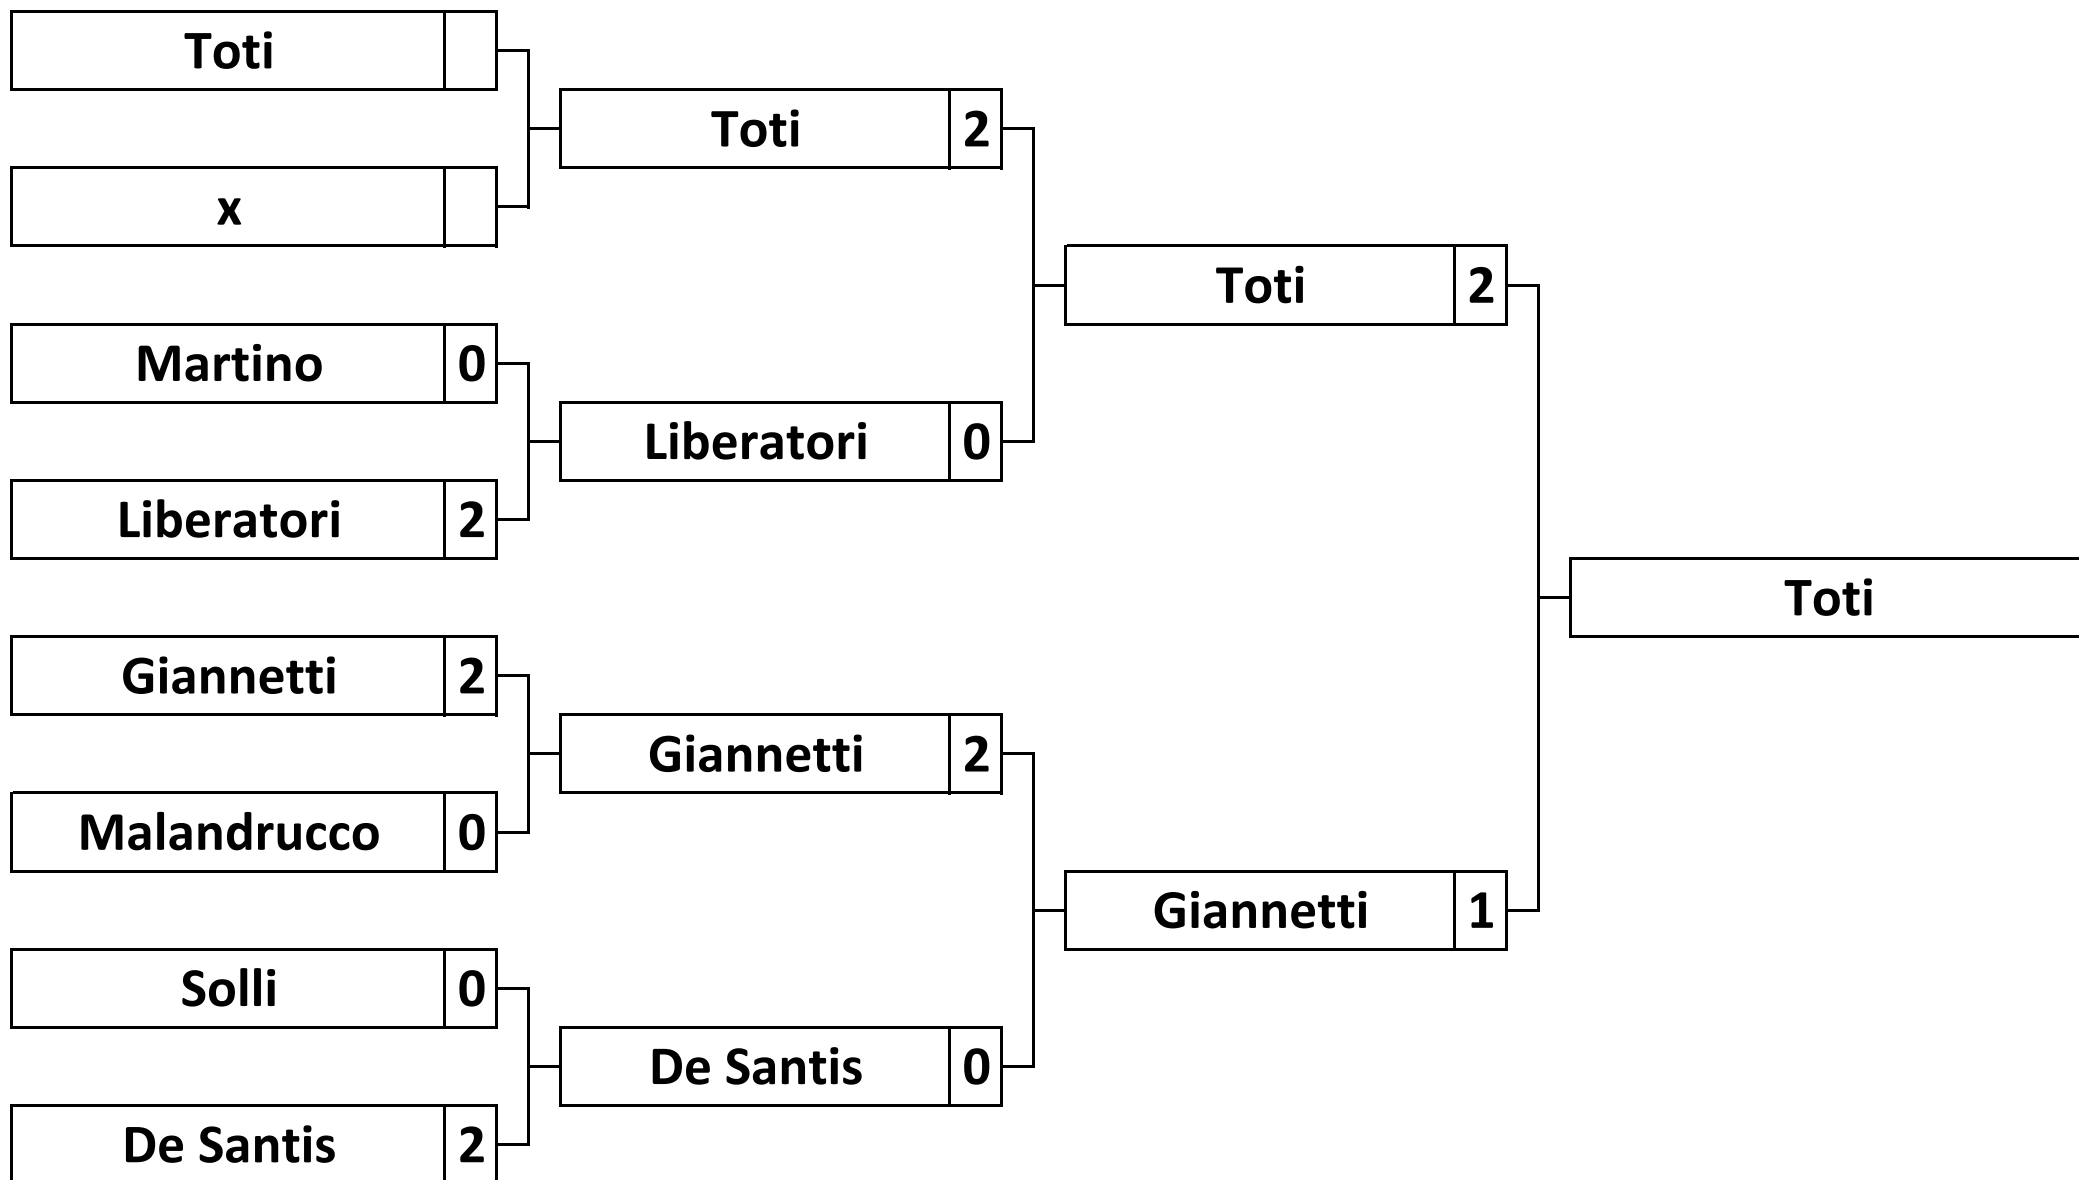 Toti
x
Martino 0
Liberatori 2
Giannetti 2
Malandrucco 0
Solli 0
De Santis 2
Toti 2
Liberatori 0
Giannetti 2
De Santis 0
Toti 2
Giannetti 1
Toti